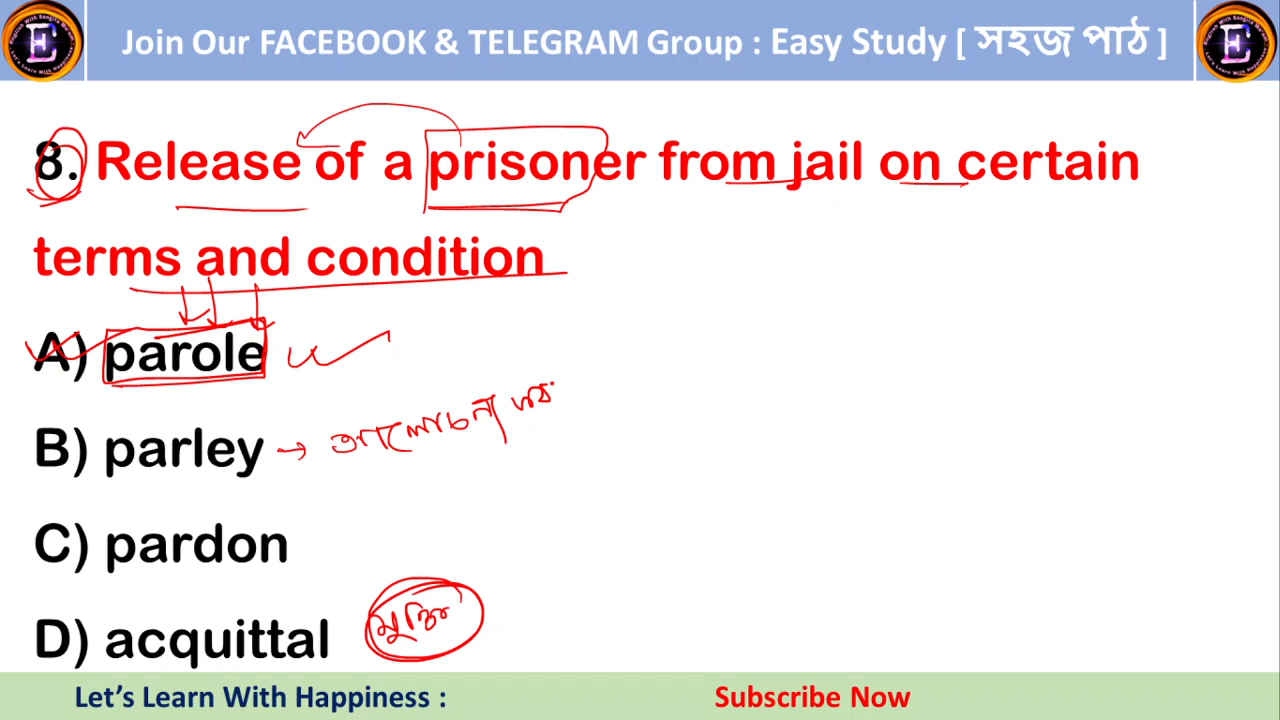 Join Our FACEBOOK & TELEGRAM Group : Easy Study [ সহজ পাঠ ]
8. Release of a prisoner from jail on certain
terms and condition
A) parole
B) parley → আলোচনা
C) pardon
D) acquittal মুক্তি
Let's Learn With Happiness : Subscribe Now